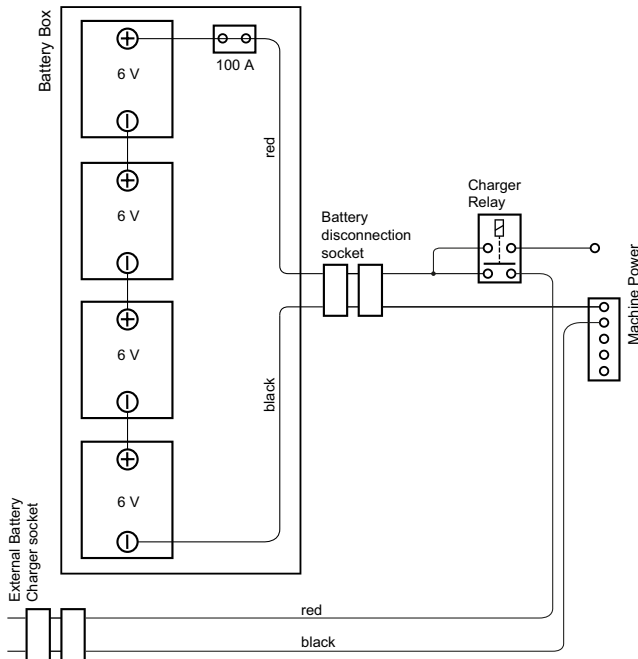 Battery Box
6 V
100 A
red
6 V
Charger
Relay
Battery
disconnection
socket
Machine Power
6 V
black
6 V
External Battery
Charger socket
red
black